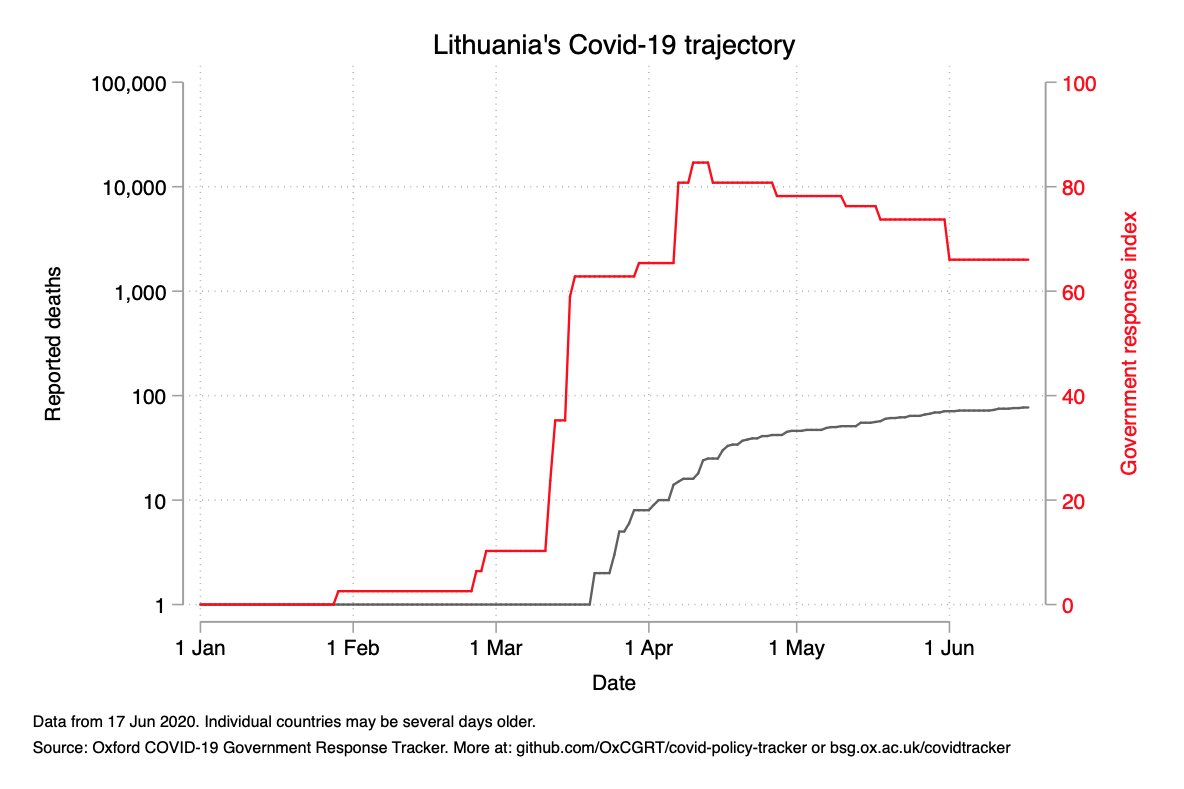 Lithuania's Covid-19 trajectory
100,000
10,000
1,000
100
10
1
Reported deaths
100
80
60
40
20
0
Government response index
1 Jan 1 Feb 1 Mar 1 Apr 1 May 1 Jun
Date
Data from 17 Jun 2020. Individual countries may be several days older.
Source: Oxford COVID-19 Government Response Tracker. More at: github.com/OxCGRT/covid-policy-tracker or bsg.ox.ac.uk/covidtracker